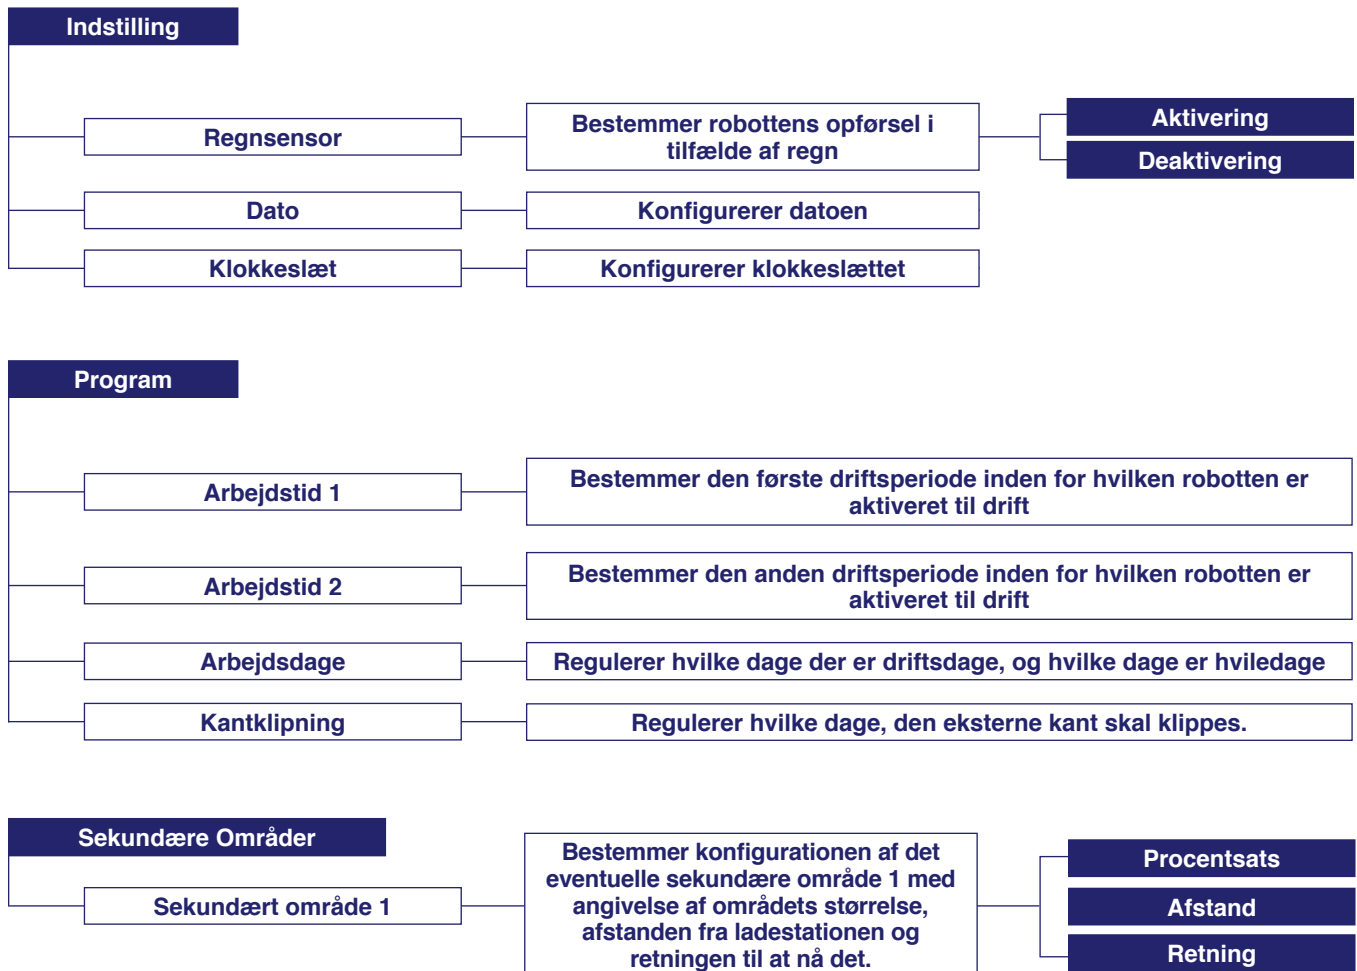 Indstilling
Regnsensor
Bestemmer robottens opførsel i
tilfælde af regn
Aktivering
Deaktivering
Dato
Konfigurerer datoen
Klokkeslæt
Konfigurerer klokkeslættet
Program
Arbejdstid 1
Bestemmer den første driftsperiode inden for hvilken robotten er
aktiveret til drift
Arbejdstid 2
Bestemmer den anden driftsperiode inden for hvilken robotten er
aktiveret til drift
Arbejdsdage
Regulerer hvilke dage der er driftsdage, og hvilke dage er hviledage
Kantklipning
Regulerer hvilke dage, den eksterne kant skal klippes.
Sekundære Områder
Sekundært område 1
Bestemmer konfigurationen af det
eventuelle sekundære område 1 med
angivelse af områdets størrelse,
afstanden fra ladestationen og
retningen til at nå det.
Procentsats
Afstand
Retning